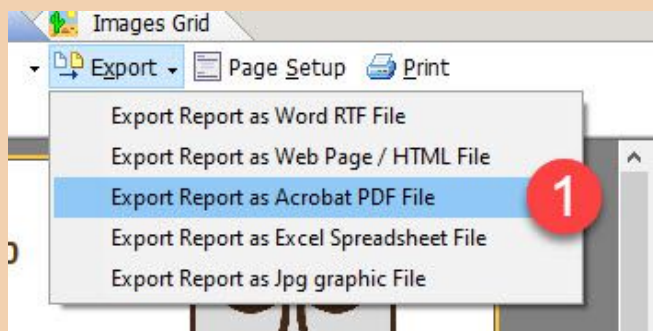 Images Grid
Export Page Setup Print
Export Report as Word RTF File
Export Report as Web Page / HTML File
Export Report as Acrobat PDF File
1
Export Report as Excel Spreadsheet File
Export Report as Jpg graphic File